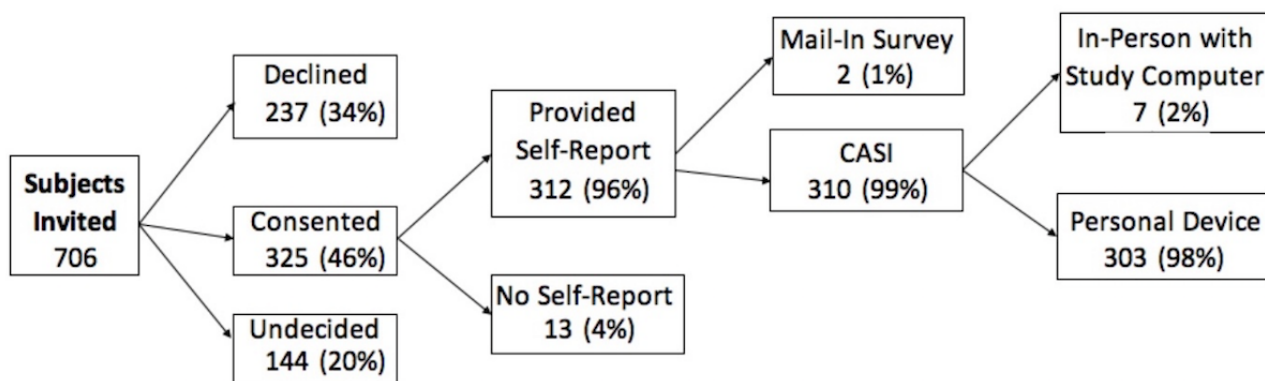 Subjects
Invited
706
Declined
237 (34%)
Consented
325 (46%)
Undecided
144 (20%)
Provided
Self-Report
312 (96%)
No Self-Report
13 (4%)
Mail-In Survey
2 (1%)
CASI
310 (99%)
In-Person with
Study Computer
7 (2%)
Personal Device
303 (98%)